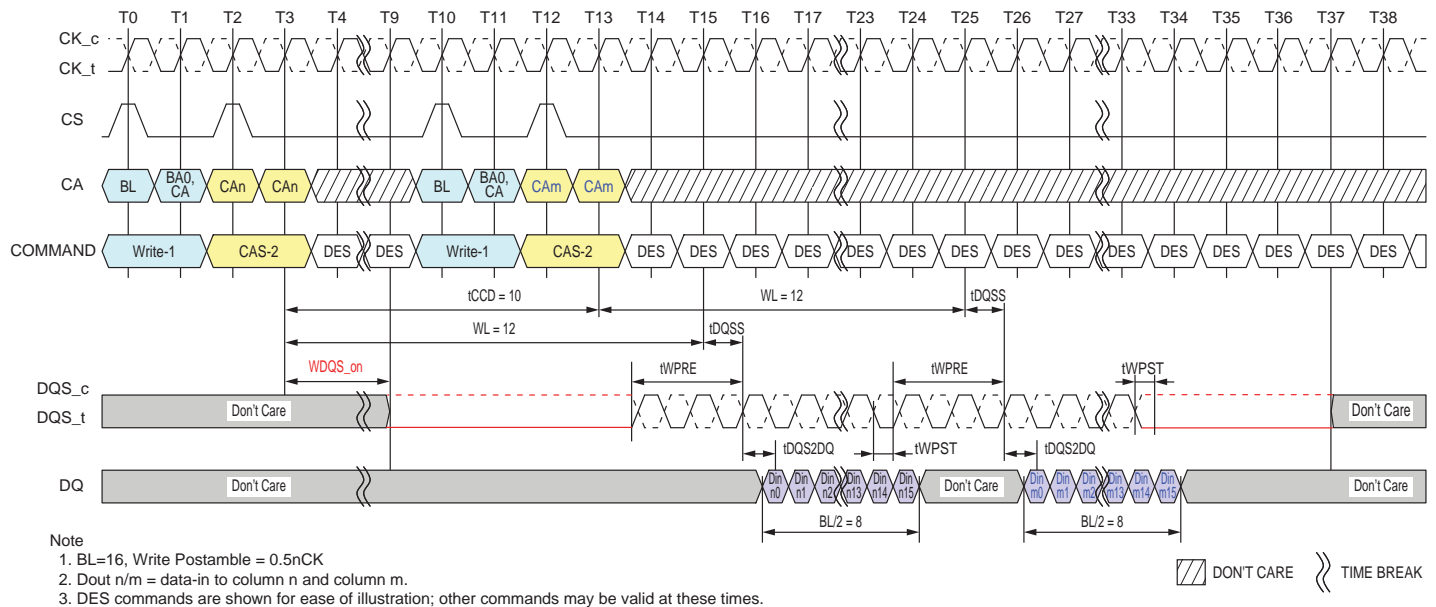 T0 T1 T2 T3 T4 T9 T10 T11 T12 T13 T14 T15 T16 T17 T23 T24 T25 T26 T27 T33 T34 T35 T36 T37 T38
CK_c
CK_t
CS
CA BL BA0, CA CAn CAn BL BA0, CA CAm CAm
COMMAND Write-1 CAS-2 DES DES Write-1 CAS-2 DES DES DES DES DES DES DES DES DES DES DES DES DES DES DES
tCCD = 10 WL = 12 tDQSS
WL = 12 tDQSS
WDQS_on tWPRE tWPRE tWPST
DQS_c
DQS_t Don't Care Don't Care
tDQS2DQ tWPST tDQS2DQ
DQ Don't Care Din n0 Din n1 Din n2 Din n13 Din n14 Din n15 Don't Care Din m0 Din m1 Din m2 Din m13 Din m14 Din m15 Don't Care
BL/2 = 8 BL/2 = 8
Note
1. BL=16, Write Postamble = 0.5nCK
2. Dout n/m = data-in to column n and column m.
3. DES commands are shown for ease of illustration; other commands may be valid at these times.
DON'T CARE TIME BREAK